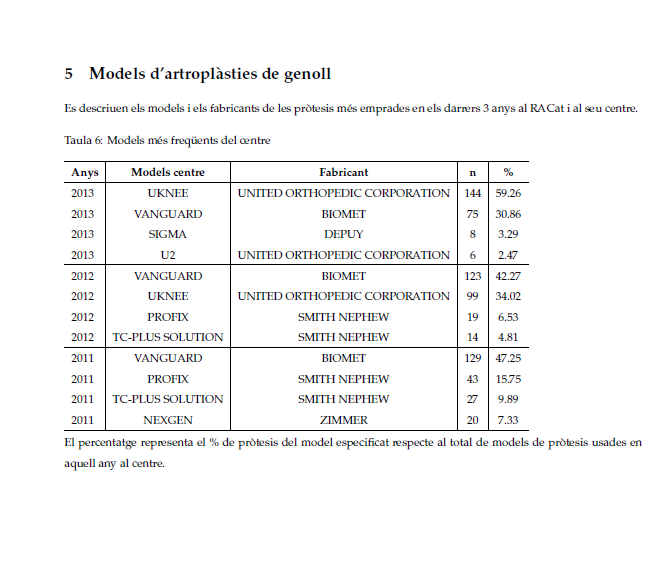 5 Models d'artroplàsties de genoll
Es descriuen els models i els fabricants de les pròtesis més emprades en els darrers 3 anys al RACat i al seu centre.
Taula 6: Models més freqüents del centre
Anys Models centre Fabricant n %
2013 UKNEE UNITED ORTHOPEDIC CORPORATION 144 59.26
2013 VANGUARD BIOMET 75 30.86
2013 SIGMA DEPUY 8 3.29
2013 U2 UNITED ORTHOPEDIC CORPORATION 6 2.47
2012 VANGUARD BIOMET 123 42.27
2012 UKNEE UNITED ORTHOPEDIC CORPORATION 99 34.02
2012 PROFIX SMITH NEPHEW 19 6.53
2012 TC-PLUS SOLUTION SMITH NEPHEW 14 4.81
2011 VANGUARD BIOMET 129 47.25
2011 PROFIX SMITH NEPHEW 43 15.75
2011 TC-PLUS SOLUTION SMITH NEPHEW 27 9.89
2011 NEXGEN ZIMMER 20 7.33
El percentatge representa el % de pròtesis del model especificat respecte al total de models de pròtesis usades en
aquell any al centre.